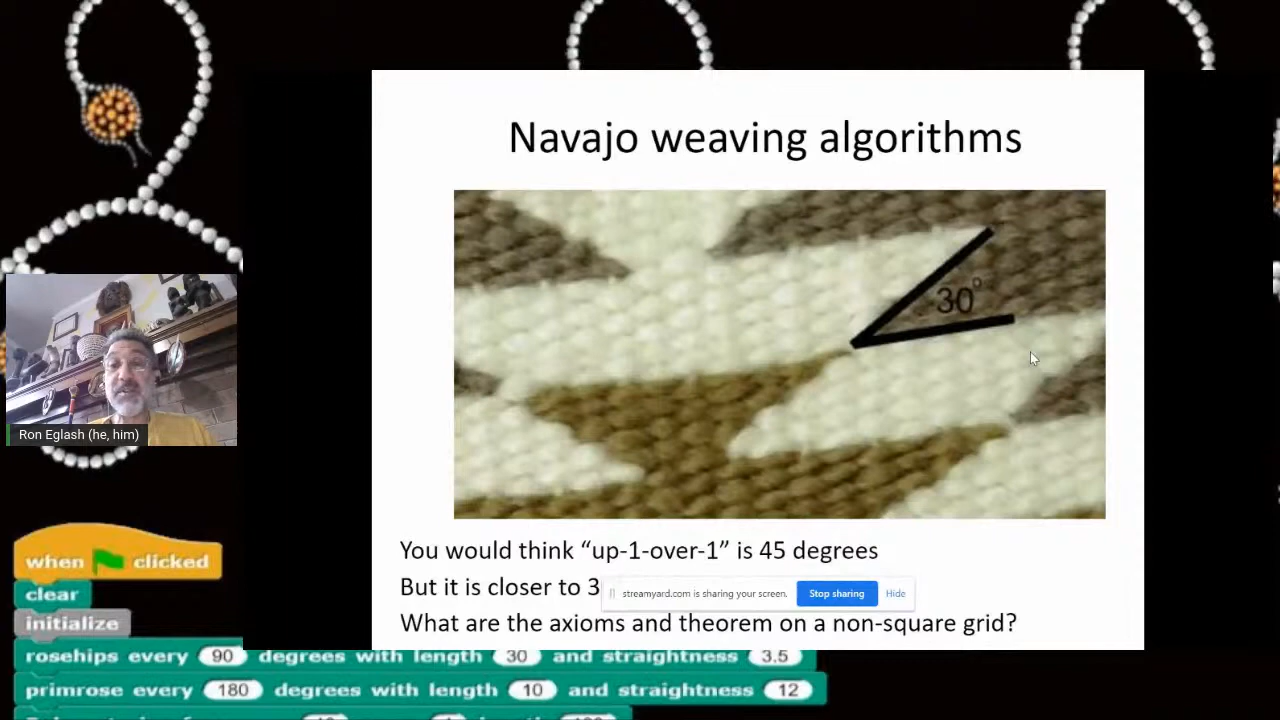 Navajo weaving algorithms
30°
Ron Eglash (he, him)
You would think “up-1-over-1” is 45 degrees
But it is closer to 3
streamyard.com is sharing your screen.
Stop sharing
Hide
What are the axioms and theorem on a non-square grid?
when clicked
clear
initialize
rosehips every 90 degrees with length 30 and straightness 3.5
primrose every 180 degrees with length 10 and straightness 12